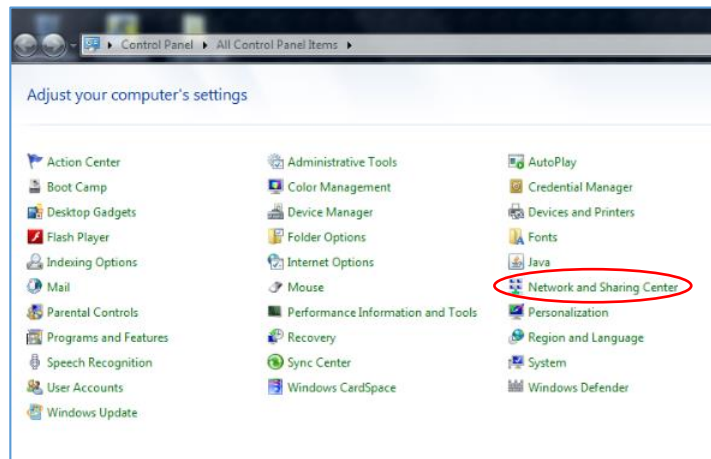 Control Panel ▸ All Control Panel Items ▸
Adjust your computer's settings
Action Center
Administrative Tools
AutoPlay
Boot Camp
Color Management
Credential Manager
Desktop Gadgets
Device Manager
Devices and Printers
Flash Player
Folder Options
Fonts
Indexing Options
Internet Options
Java
Mail
Mouse
Network and Sharing Center
Parental Controls
Performance Information and Tools
Personalization
Programs and Features
Recovery
Region and Language
Speech Recognition
Sync Center
System
User Accounts
Windows CardSpace
Windows Defender
Windows Update